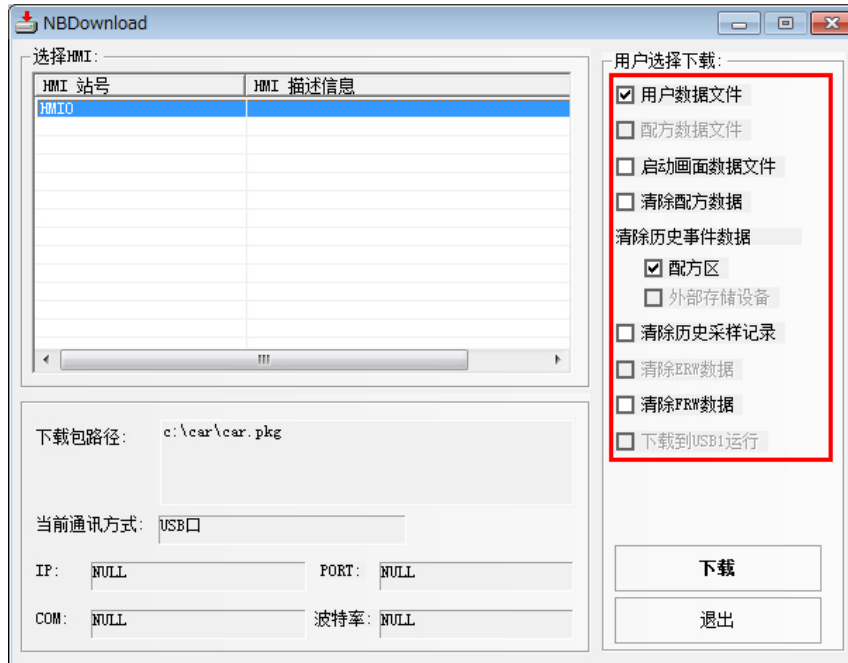 NBDownload
选择HMI:
HMI 站号
HMI 描述信息
HMI0
下载包路径:
c:\car\car.pkg
当前通讯方式:
USB口
IP:
NULL
PORT:
NULL
COM:
NULL
波特率:
NULL
用户选择下载:
用户数据文件
配方数据文件
启动画面数据文件
清除配方数据
清除历史事件数据
配方区
外部存储设备
清除历史采样记录
清除ERW数据
清除FRW数据
下载到USB1运行
下载
退出